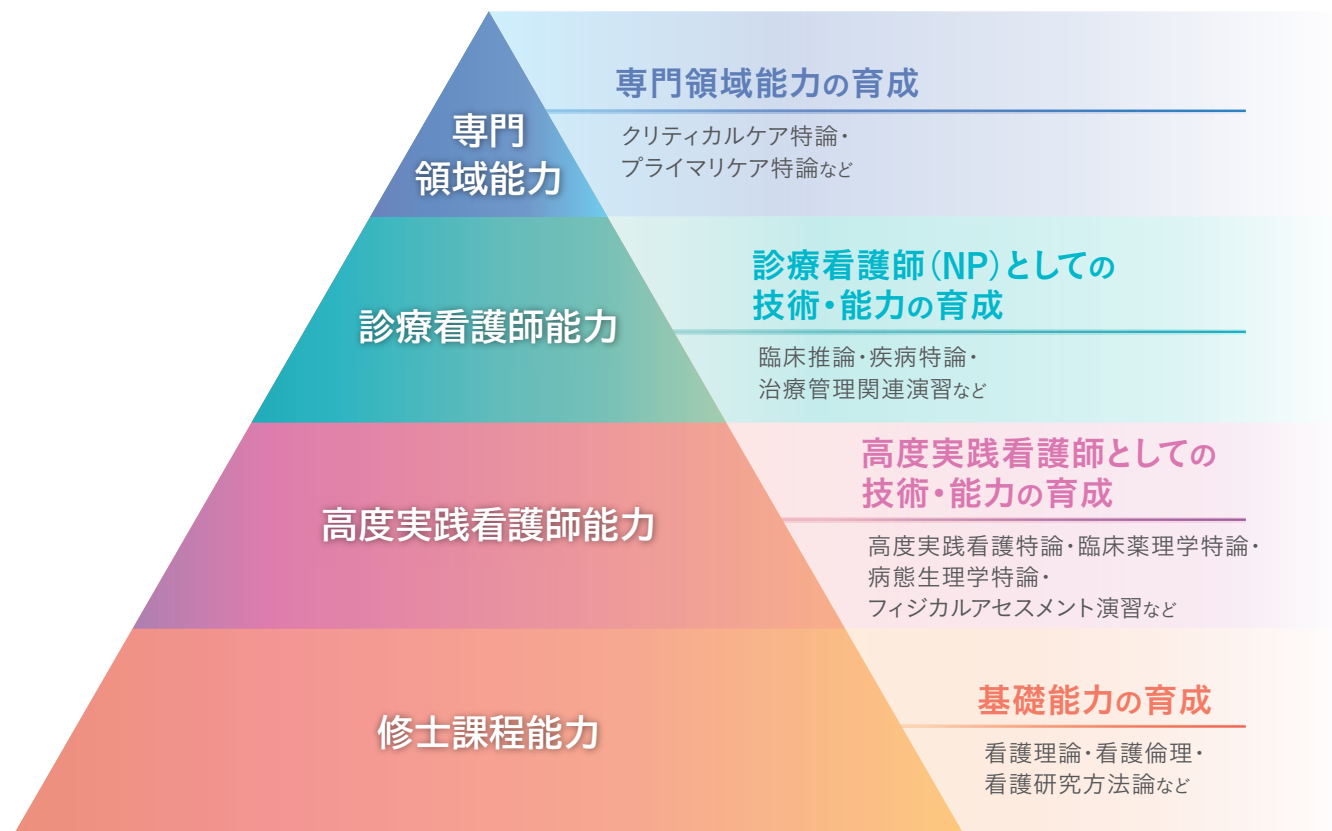 専門
領域能力
専門領域能力の育成
クリティカルケア特論・
プライマリケア特論など
診療看護師能力
診療看護師（NP）としての
技術・能力の育成
臨床推論・疾病特論・
治療管理関連演習など
高度実践看護師能力
高度実践看護師としての
技術・能力の育成
高度実践看護特論・臨床薬理学特論・
病態生理学特論・
フィジカルアセスメント演習など
修士課程能力
基礎能力の育成
看護理論・看護倫理・
看護研究方法論など